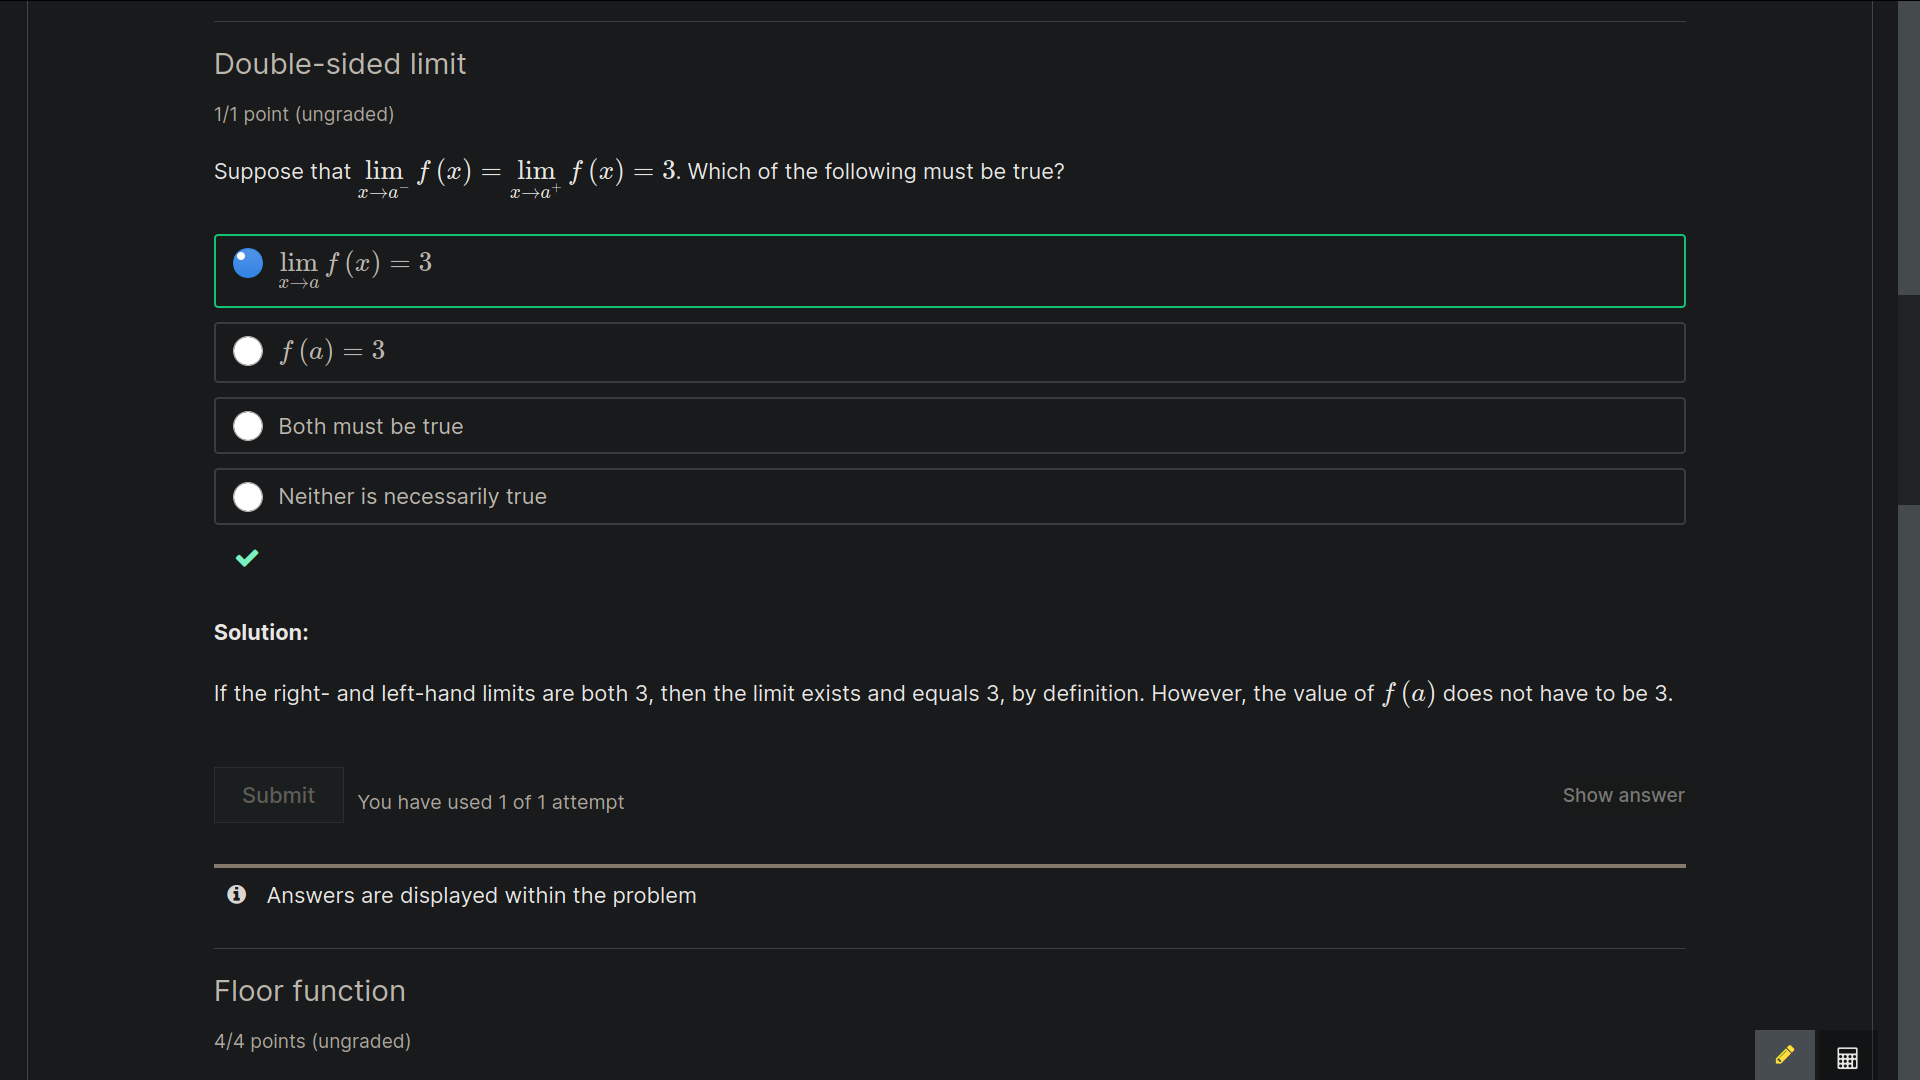 Double-sided limit
1/1 point (ungraded)
Suppose that lim_{x→a⁻} f(x) = lim_{x→a⁺} f(x) = 3. Which of the following must be true?
lim_{x→a} f(x) = 3
f(a) = 3
Both must be true
Neither is necessarily true
Solution:
If the right- and left-hand limits are both 3, then the limit exists and equals 3, by definition. However, the value of f(a) does not have to be 3.
Submit
You have used 1 of 1 attempt
Show answer
Answers are displayed within the problem
Floor function
4/4 points (ungraded)